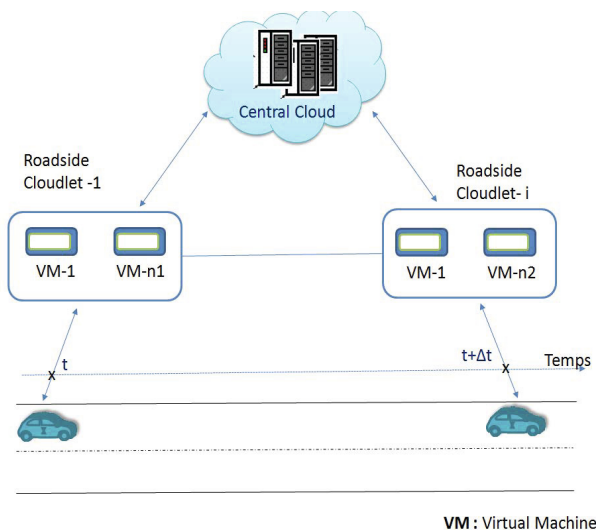 Central Cloud
Roadside
Cloudlet -1
Roadside
Cloudlet- i
VM-1
VM-n1
VM-1
VM-n2
t
t+Δt
Temps
I
I
VM : Virtual Machine